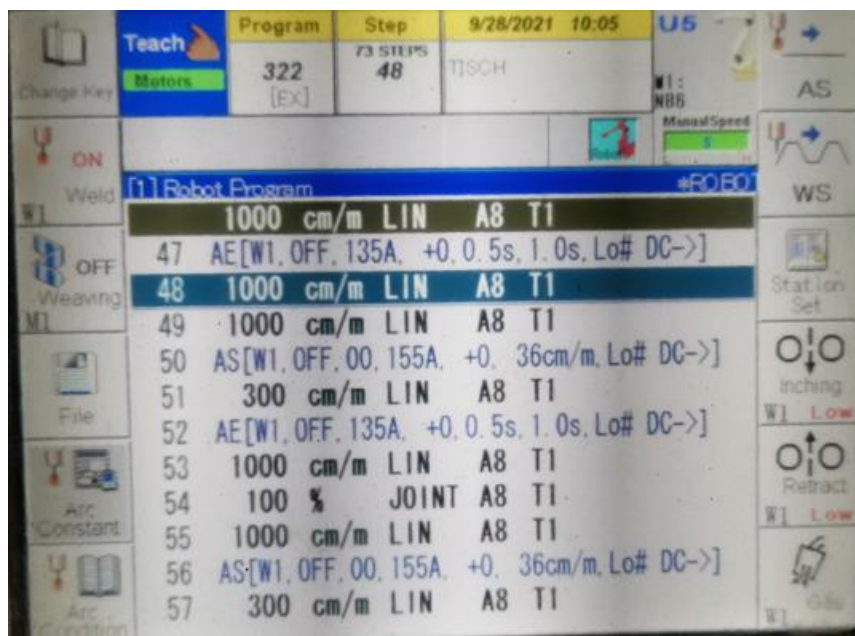 Change Key
Teach
Motors
Program
322
[EX]
Step
73 STEPS
48
9/28/2021 10:05
TISCH
U5
W1:
N86
Manual Speed
5
AS
ON
Weld
W1
WS
[1] Robot Program
*ROBOT
1000 cm/m LIN A8 T1
47 AE[W1, OFF, 135A, +0, 0.5s, 1.0s, Lo# DC->]
48 1000 cm/m LIN A8 T1
49 1000 cm/m LIN A8 T1
50 AS[W1, OFF, 00, 155A, +0, 36cm/m, Lo# DC->]
51 300 cm/m LIN A8 T1
52 AE[W1, OFF, 135A, +0, 0.5s, 1.0s, Lo# DC->]
53 1000 cm/m LIN A8 T1
54 100 % JOINT A8 T1
55 1000 cm/m LIN A8 T1
56 AS[W1, OFF, 00, 155A, +0, 36cm/m, Lo# DC->]
57 300 cm/m LIN A8 T1
OFF
Weaving
M1
File
Arc
Constant
Arc
Condition
Station
Set
Inching
W1 Low
Retract
W1 Low
Gas
W1